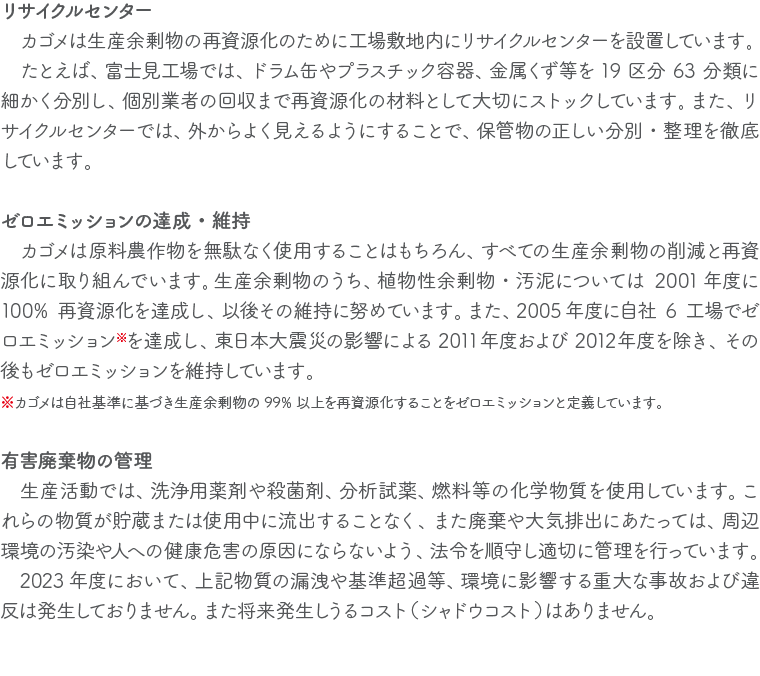 リサイクルセンター
　カゴメは生産余剰物の再資源化のために工場敷地内にリサイクルセンターを設置しています。
　たとえば、富士見工場では、ドラム缶やプラスチック容器、金属くず等を 19 区分 63 分類に
細かく分別し、個別業者の回収まで再資源化の材料として大切にストックしています。また、リ
サイクルセンターでは、外からよく見えるようにすることで、保管物の正しい分別・整理を徹底
しています。
ゼロエミッションの達成・維持
　カゴメは原料農作物を無駄なく使用することはもちろん、すべての生産余剰物の削減と再資
源化に取り組んでいます。生産余剰物のうち、植物性余剰物・汚泥については 2001 年度に
100% 再資源化を達成し、以後その維持に努めています。また、2005 年度に自社 6 工場でゼ
ロエミッション※を達成し、東日本大震災の影響による 2011年度および 2012年度を除き、その
後もゼロエミッションを維持しています。
※カゴメは自社基準に基づき生産余剰物の 99% 以上を再資源化することをゼロエミッションと定義しています。
有害廃棄物の管理
　生産活動では、洗浄用薬剤や殺菌剤、分析試薬、燃料等の化学物質を使用しています。こ
れらの物質が貯蔵または使用中に流出することなく、また廃棄や大気排出にあたっては、周辺
環境の汚染や人への健康危害の原因にならないよう、法令を順守し適切に管理を行っています。
　2023 年度において、上記物質の漏洩や基準超過等、環境に影響する重大な事故および違
反は発生しておりません。また将来発生しうるコスト（シャドウコスト）はありません。